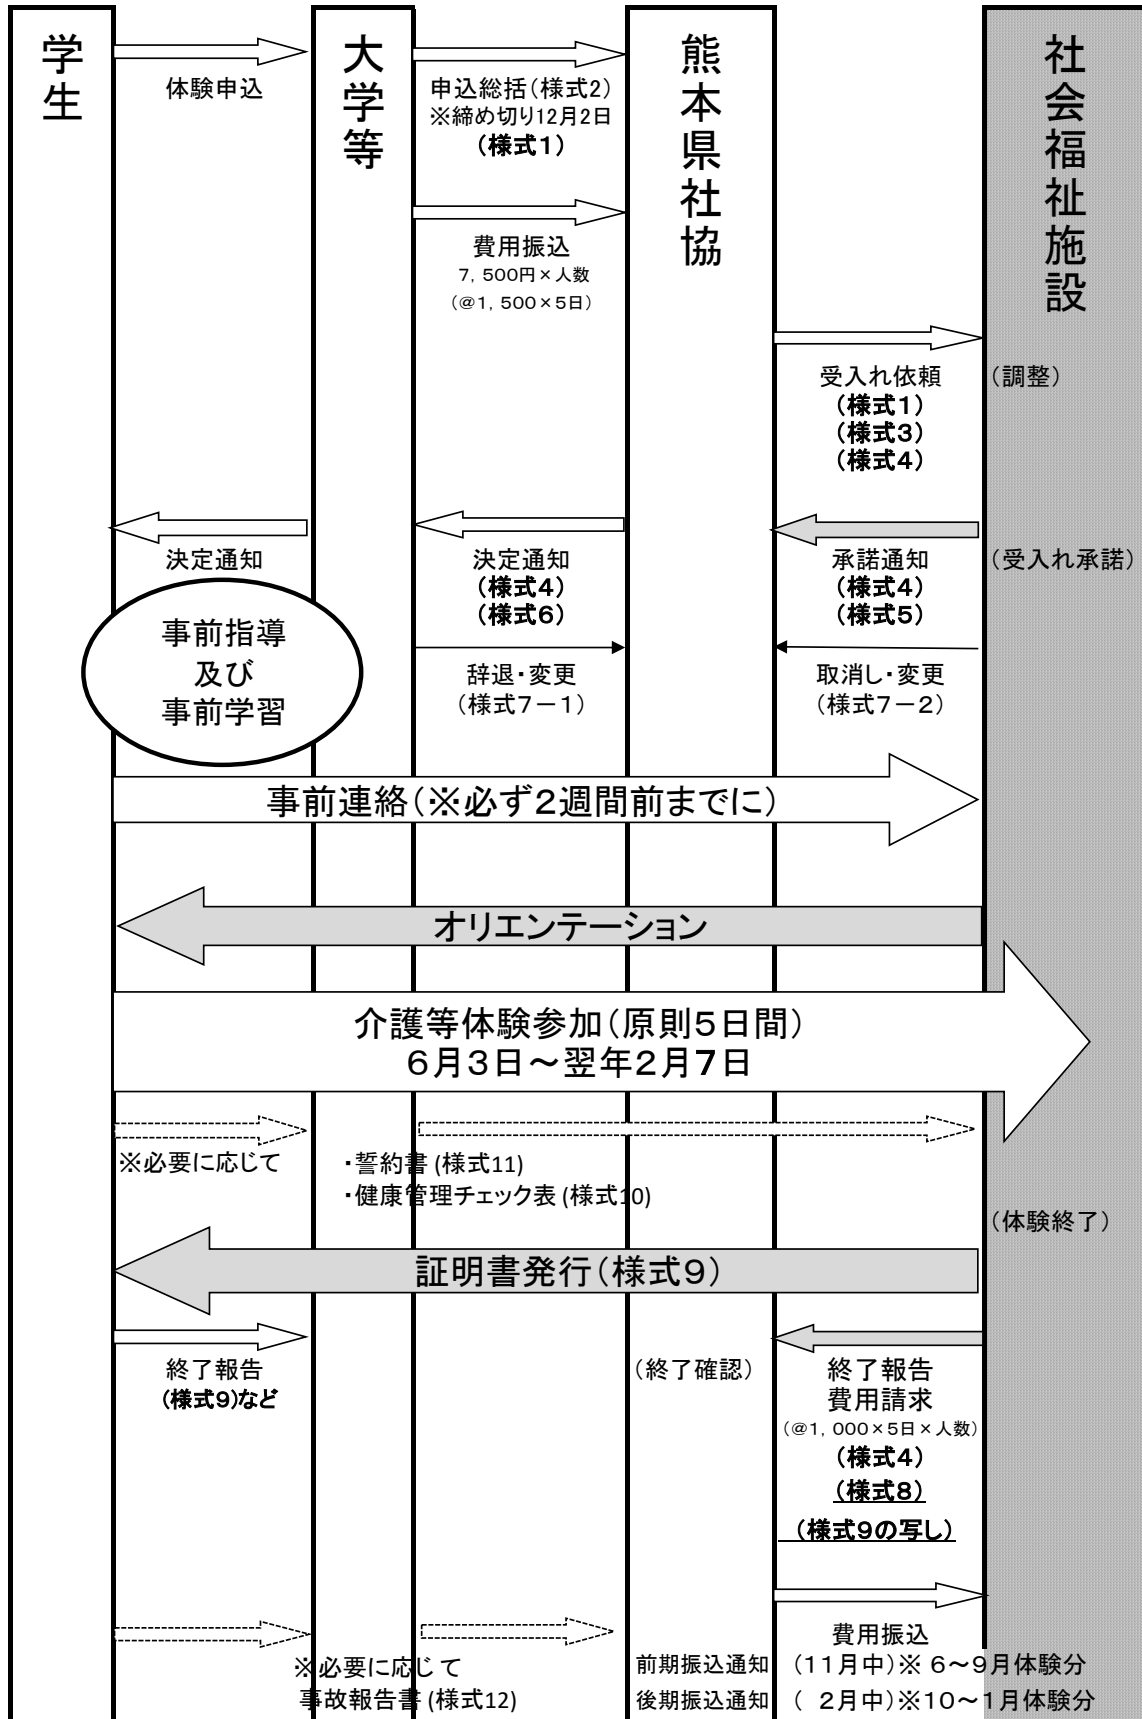 学生
大学等
熊本県社協
社会福祉施設
体験申込
申込総括(様式2)
※締め切り12月2日
(様式1)
費用振込
7,500円×人数
(@1,500×5日)
受入れ依頼
(様式1)
(様式3)
(様式4)
(調整)
決定通知
決定通知
(様式4)
(様式6)
承諾通知
(様式4)
(様式5)
(受入れ承諾)
事前指導
及び
事前学習
辞退・変更
(様式7-1)
取消し・変更
(様式7-2)
事前連絡(※必ず2週間前までに)
オリエンテーション
介護等体験参加(原則5日間)
6月3日~翌年2月7日
※必要に応じて
・誓約書(様式11)
・健康管理チェック表(様式10)
(体験終了)
証明書発行(様式9)
終了報告
(様式9)など
(終了確認)
終了報告
費用請求
(@1,000×5日×人数)
(様式4)
(様式8)
(様式9の写し)
費用振込
※必要に応じて
事故報告書(様式12)
前期振込通知 (11月中)※ 6~9月体験分
後期振込通知 ( 2月中)※10~1月体験分